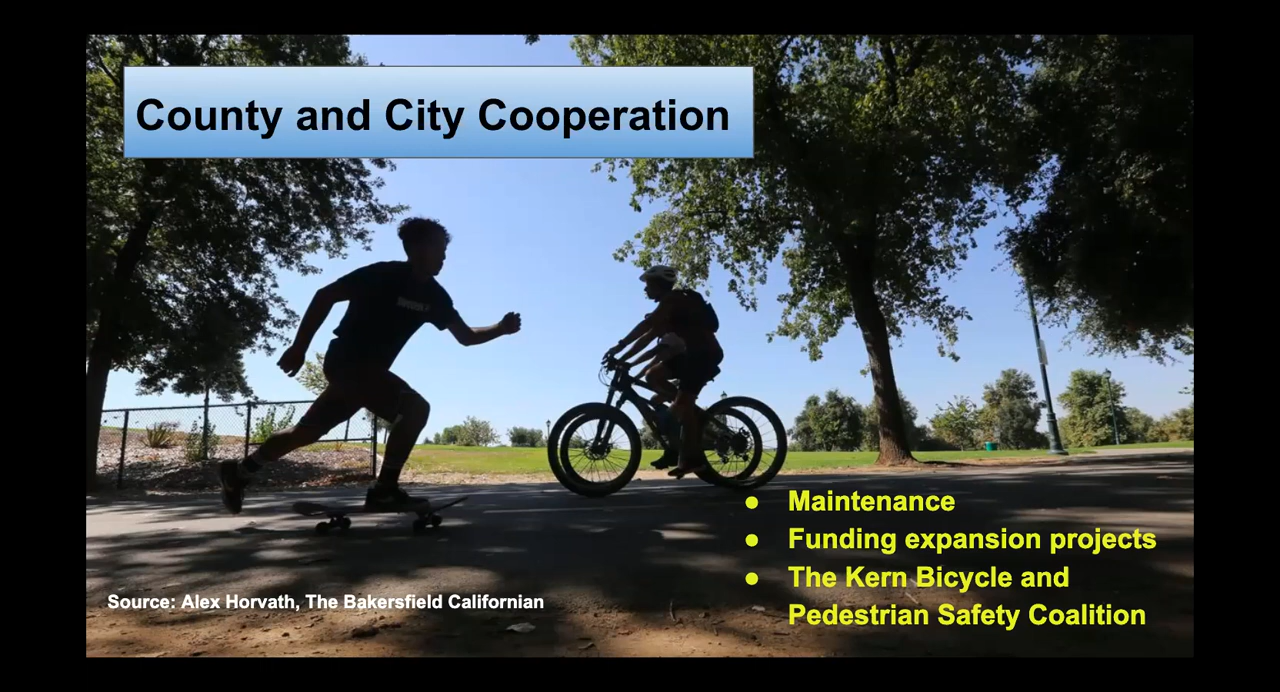 County and City Cooperation
● Maintenance
● Funding expansion projects
● The Kern Bicycle and
Pedestrian Safety Coalition
Source: Alex Horvath, The Bakersfield Californian